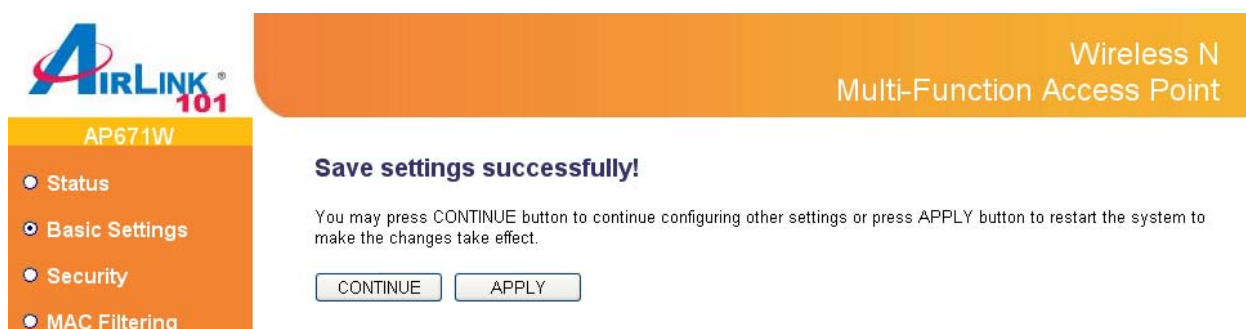 AIRLINK ®
101
Wireless N
Multi-Function Access Point
AP671W
Status
Basic Settings
Security
MAC Filtering
Save settings successfully!
You may press CONTINUE button to continue configuring other settings or press APPLY button to restart the system to
make the changes take effect.
CONTINUE APPLY